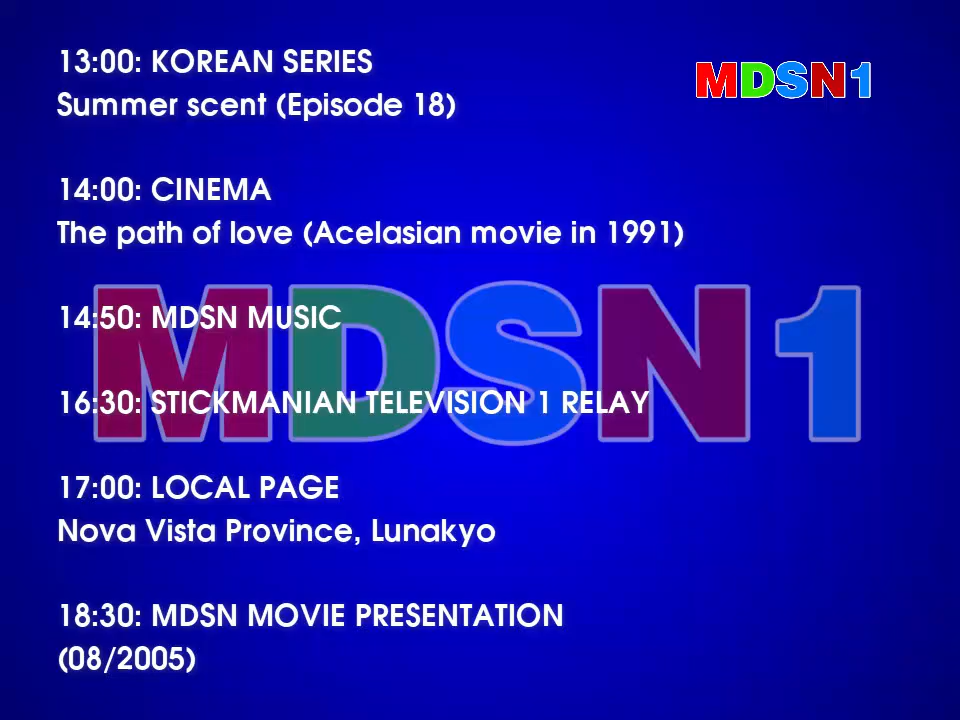 13:00: KOREAN SERIES
MDSN1
Summer scent (Episode 18)
14:00: CINEMA
The path of love (Acelasian movie in 1991)
MDSN1
14:50: MDSN MUSIC
16:30: STICKMANIAN TELEVISION 1 RELAY
17:00: LOCAL PAGE
Nova Vista Province, Lunakyo
18:30: MDSN MOVIE PRESENTATION
(08/2005)